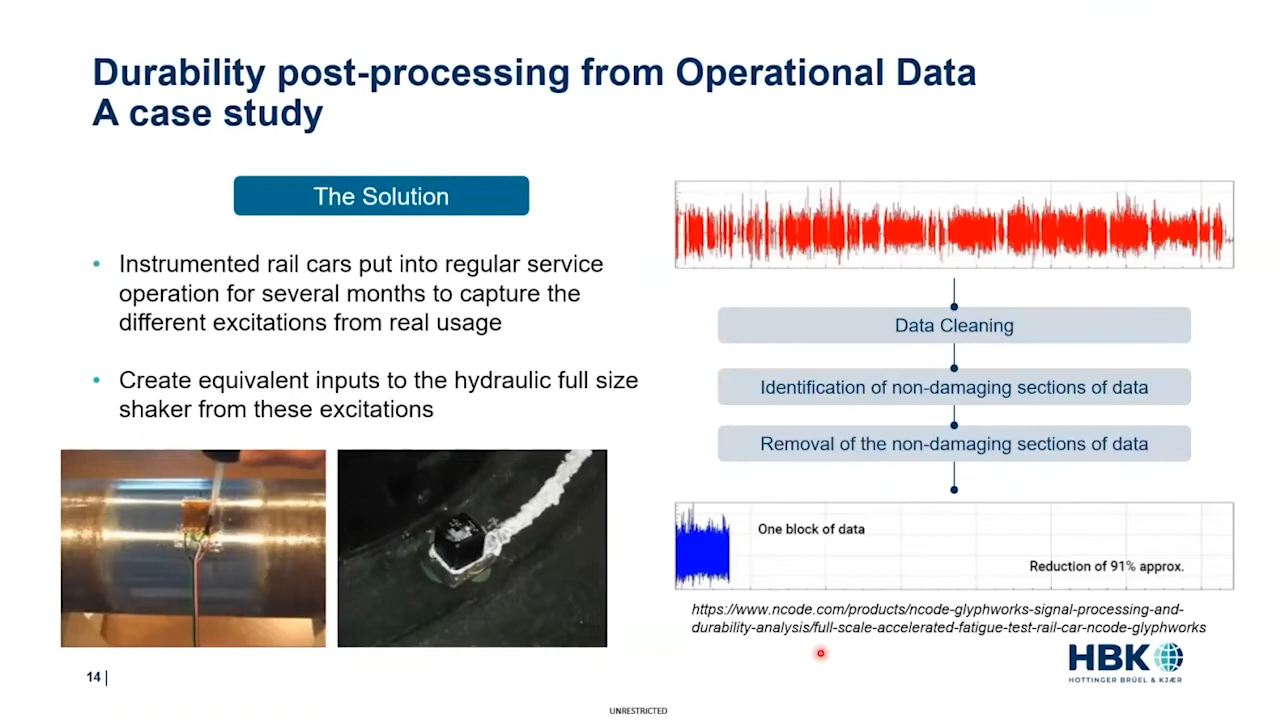 Durability post-processing from Operational Data
A case study
The Solution
• Instrumented rail cars put into regular service
operation for several months to capture the
different excitations from real usage
• Create equivalent inputs to the hydraulic full size
shaker from these excitations
Data Cleaning
Identification of non-damaging sections of data
Removal of the non-damaging sections of data
One block of data
Reduction of 91% approx.
https://www.ncode.com/products/ncode-glyphworks-signal-processing-and-
durability-analysis/full-scale-accelerated-fatigue-test-rail-car-ncode-glyphworks
HBK
HOTTINGER BRÜEL & KJÆR
14 |
UNRESTRICTED